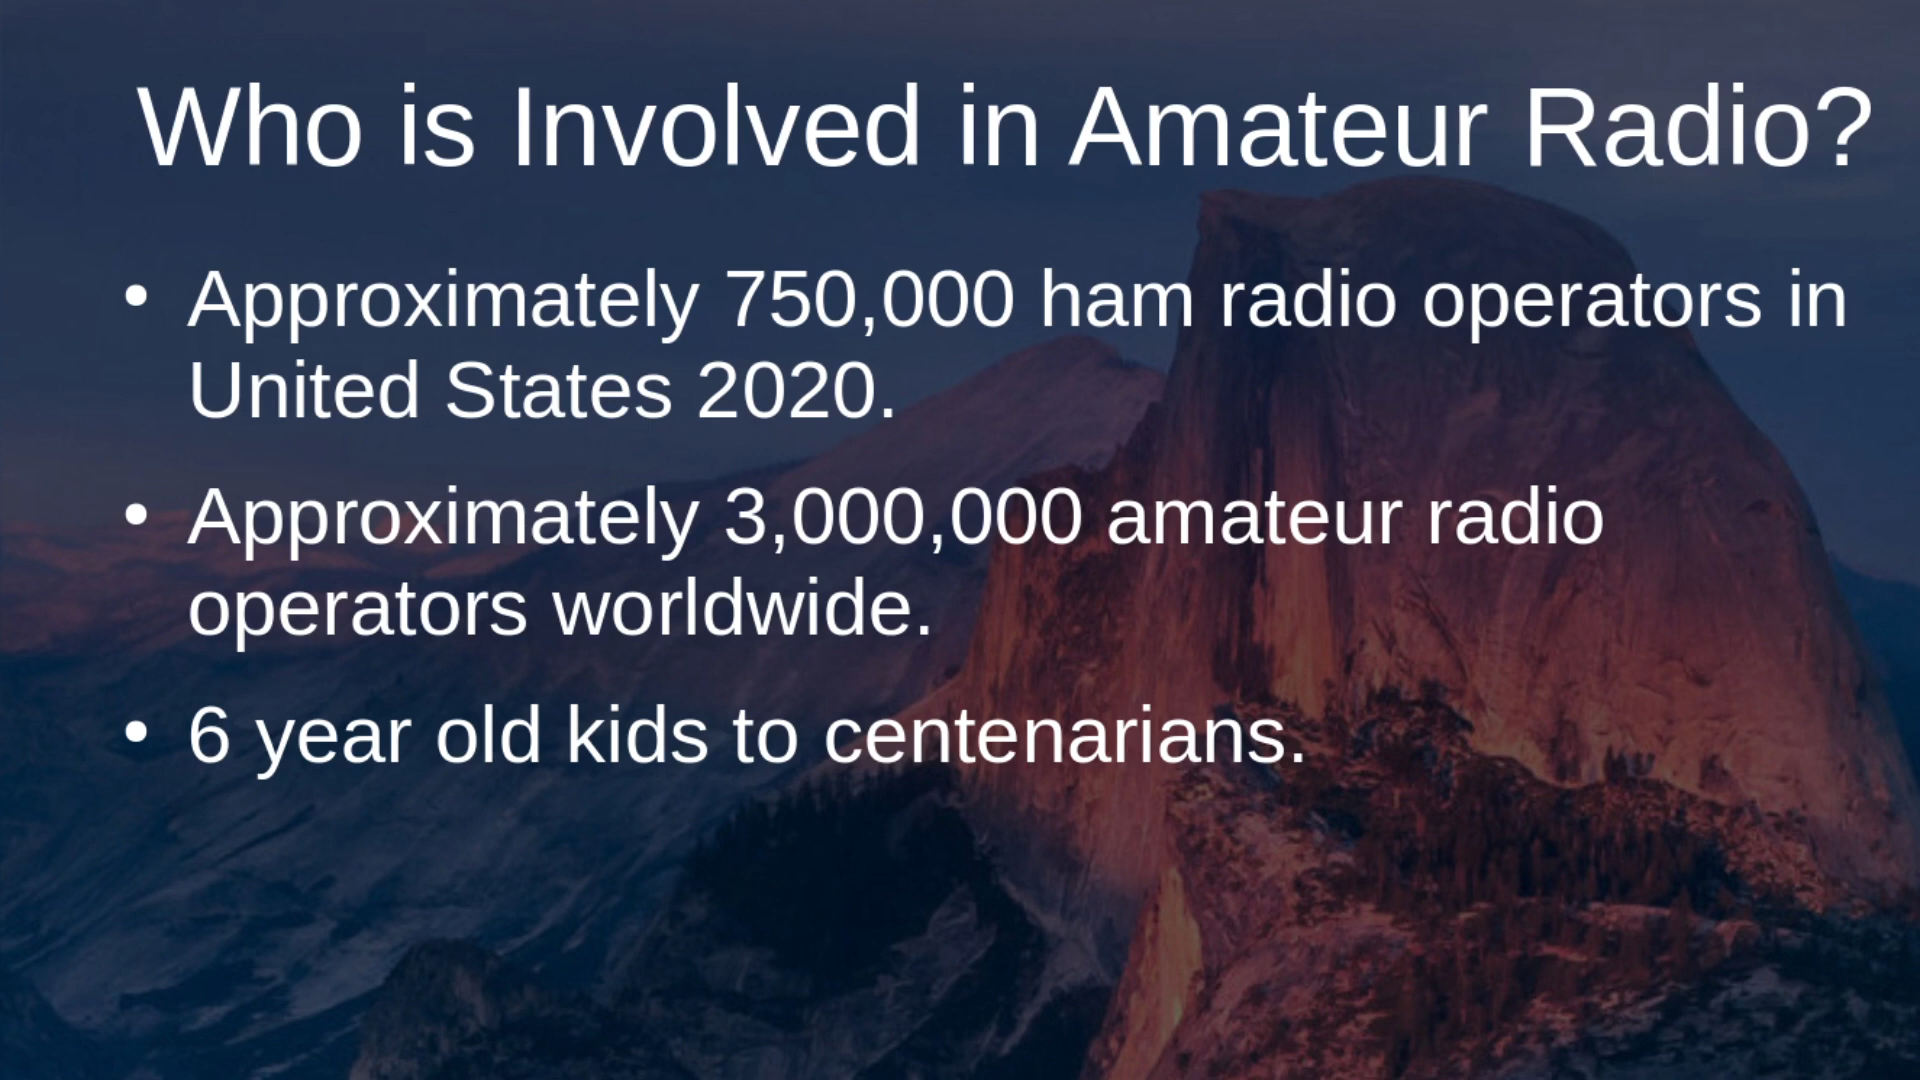 Who is Involved in Amateur Radio?
• Approximately 750,000 ham radio operators in
United States 2020.
• Approximately 3,000,000 amateur radio
operators worldwide.
• 6 year old kids to centenarians.